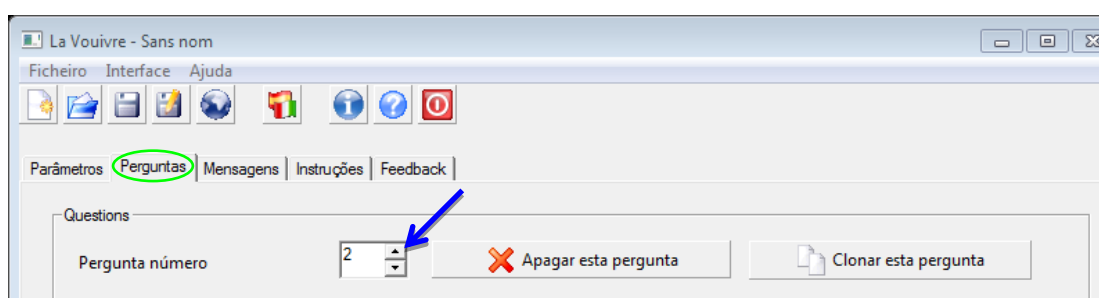 La Vouivre - Sans nom
Ficheiro Interface Ajuda
Parâmetros Perguntas Mensagens Instruções Feedback
Questions
Pergunta número 2 Apagar esta pergunta Clonar esta pergunta